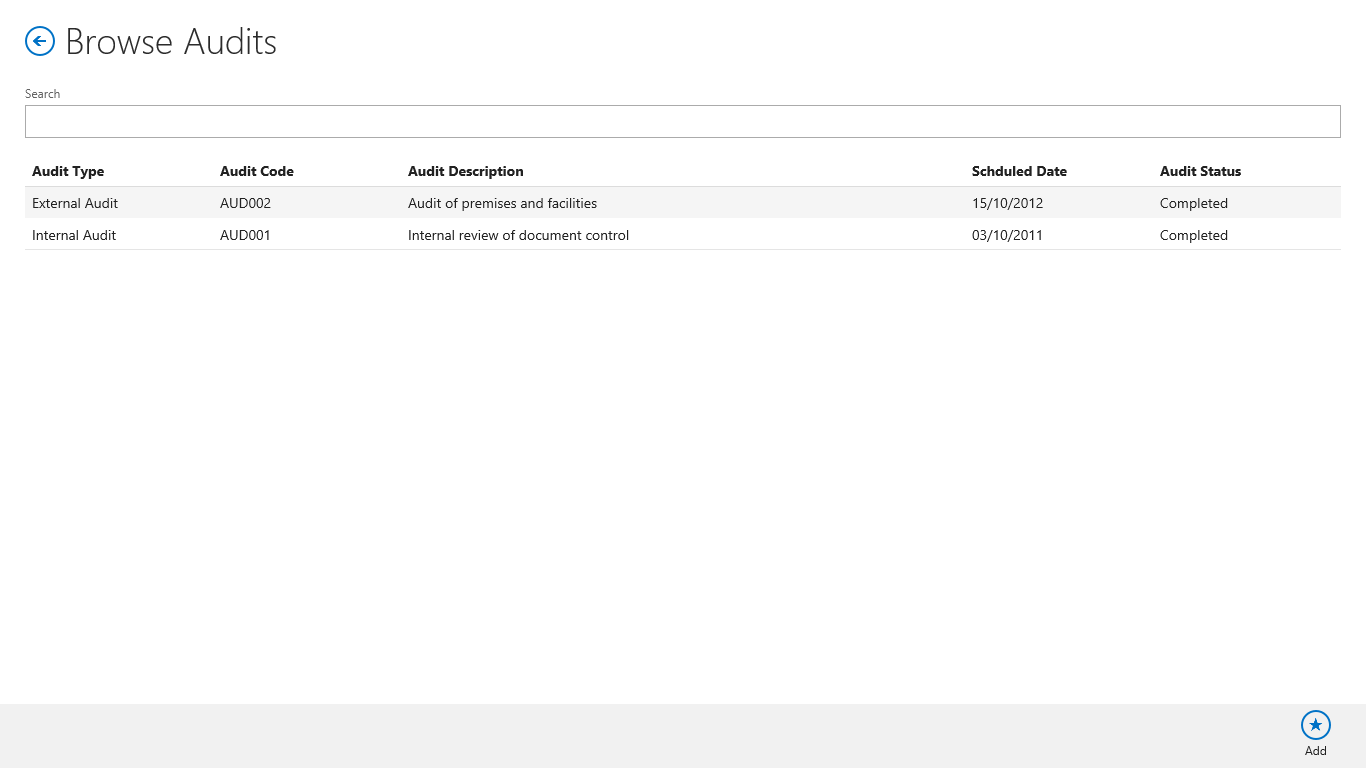 Browse Audits
Search
Audit Type Audit Code Audit Description Schduled Date Audit Status
External Audit AUD002 Audit of premises and facilities 15/10/2012 Completed
Internal Audit AUD001 Internal review of document control 03/10/2011 Completed
Add